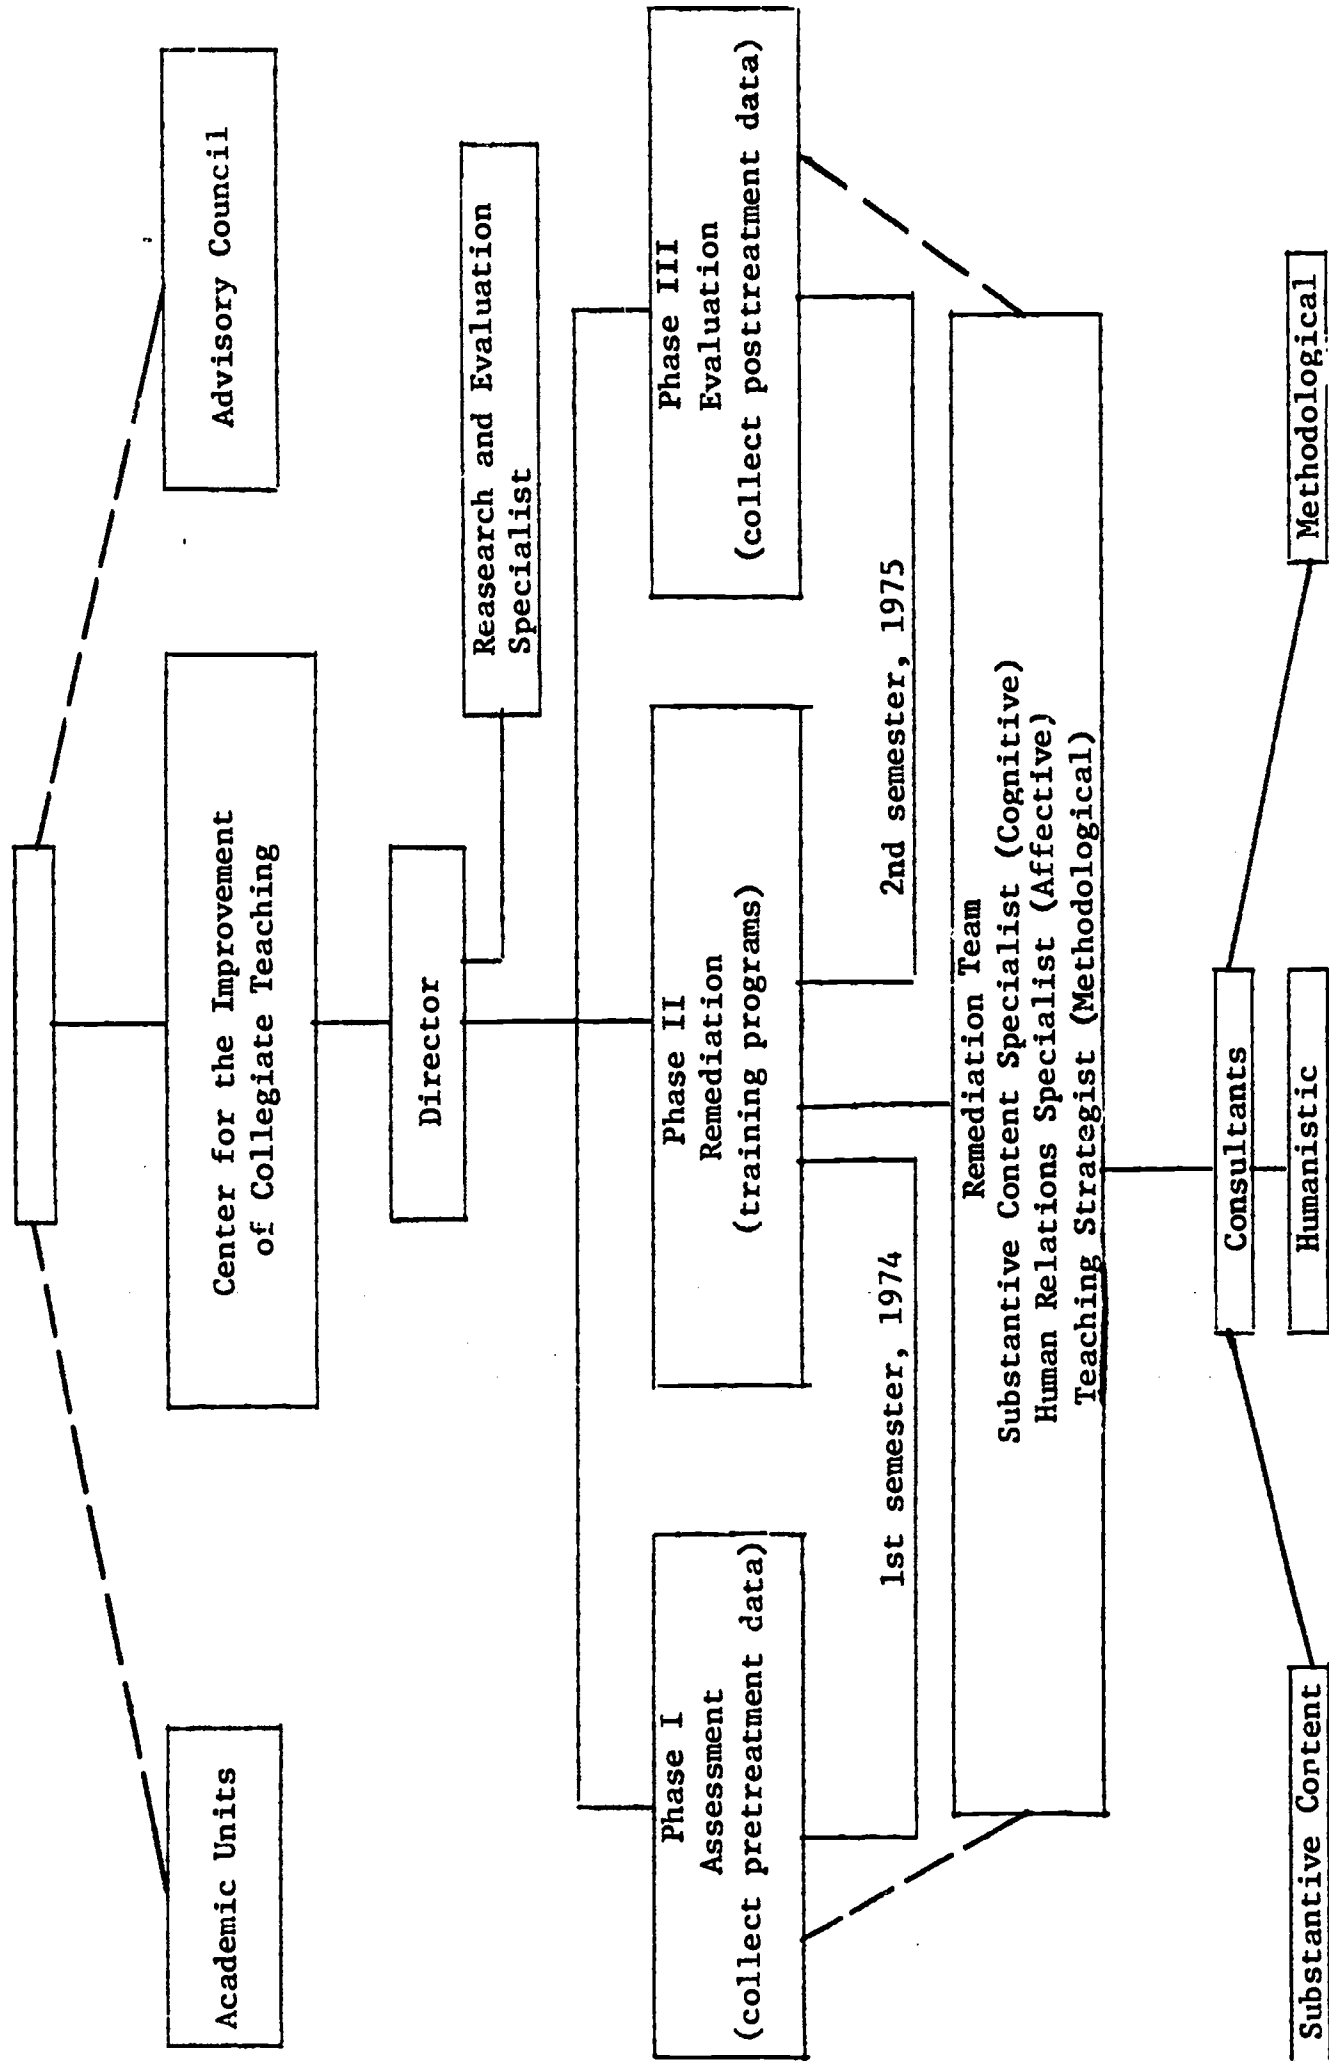 Academic Units
Center for the Improvement
of Collegiate Teaching
Advisory Council
Director
Reasearch and Evaluation
Specialist
Phase I
Assessment
(collect pretreatment data)
Phase II
Remediation
(training programs)
Phase III
Evaluation
(collect posttreatment data)
1st semester, 1974
2nd semester, 1975
Remediation Team
Substantive Content Specialist (Cognitive)
Human Relations Specialist (Affective)
Teaching Strategist (Methodological)
Consultants
Substantive Content
Humanistic
Methodological